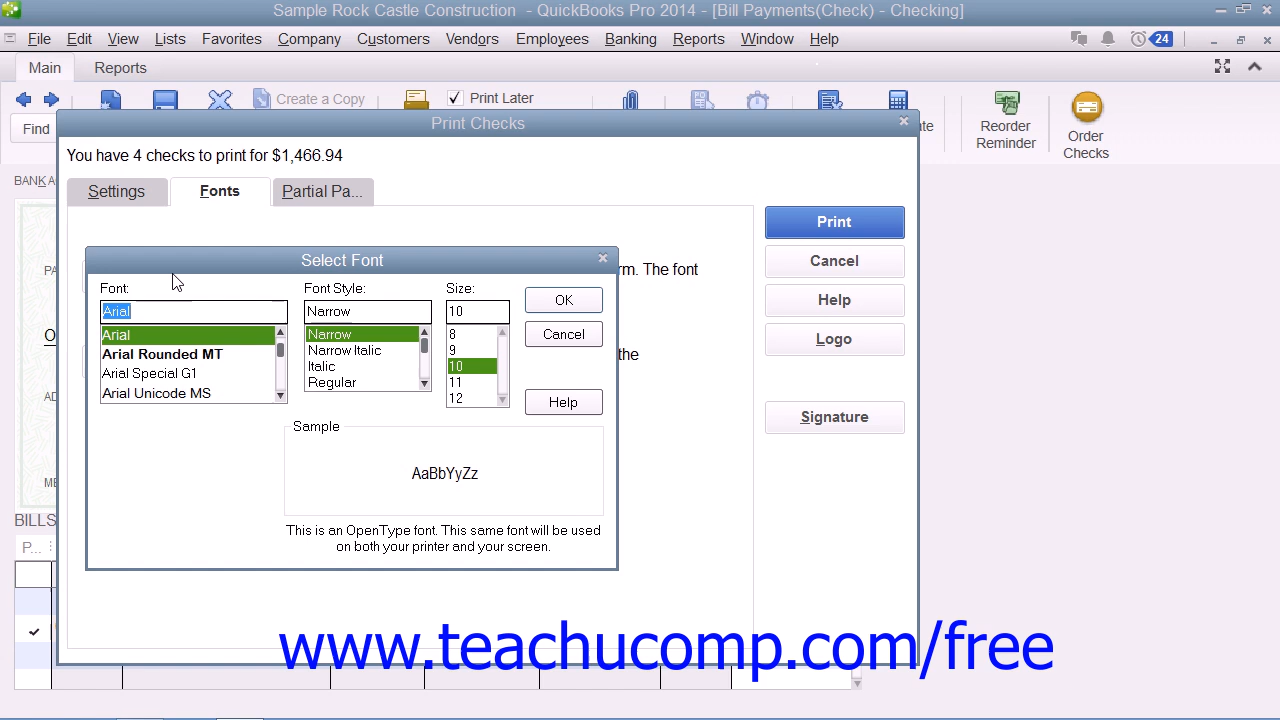 Sample Rock Castle Construction - QuickBooks Pro 2014 - [Bill Payments(Check) - Checking]
File Edit View Lists Favorites Company Customers Vendors Employees Banking Reports Window Help 24
Main Reports
Create a Copy Print Later
Find Reorder Reminder Order Checks
Print Checks
You have 4 checks to print for $1,466.94
Settings Fonts Partial Pa...
Print
Cancel
Help
Logo
Signature
rm. The font
the
Select Font
Font: Font Style: Size:
Arial Narrow 10 OK
Arial Narrow 8 Cancel
Arial Rounded MT Narrow Italic 9
Arial Special G1 Italic 10
Arial Unicode MS Regular 11
12 Help
Sample
AaBbYyZz
This is an OpenType font. This same font will be used
on both your printer and your screen.
BANK A
BILLS
P...
www.teachucomp.com/free